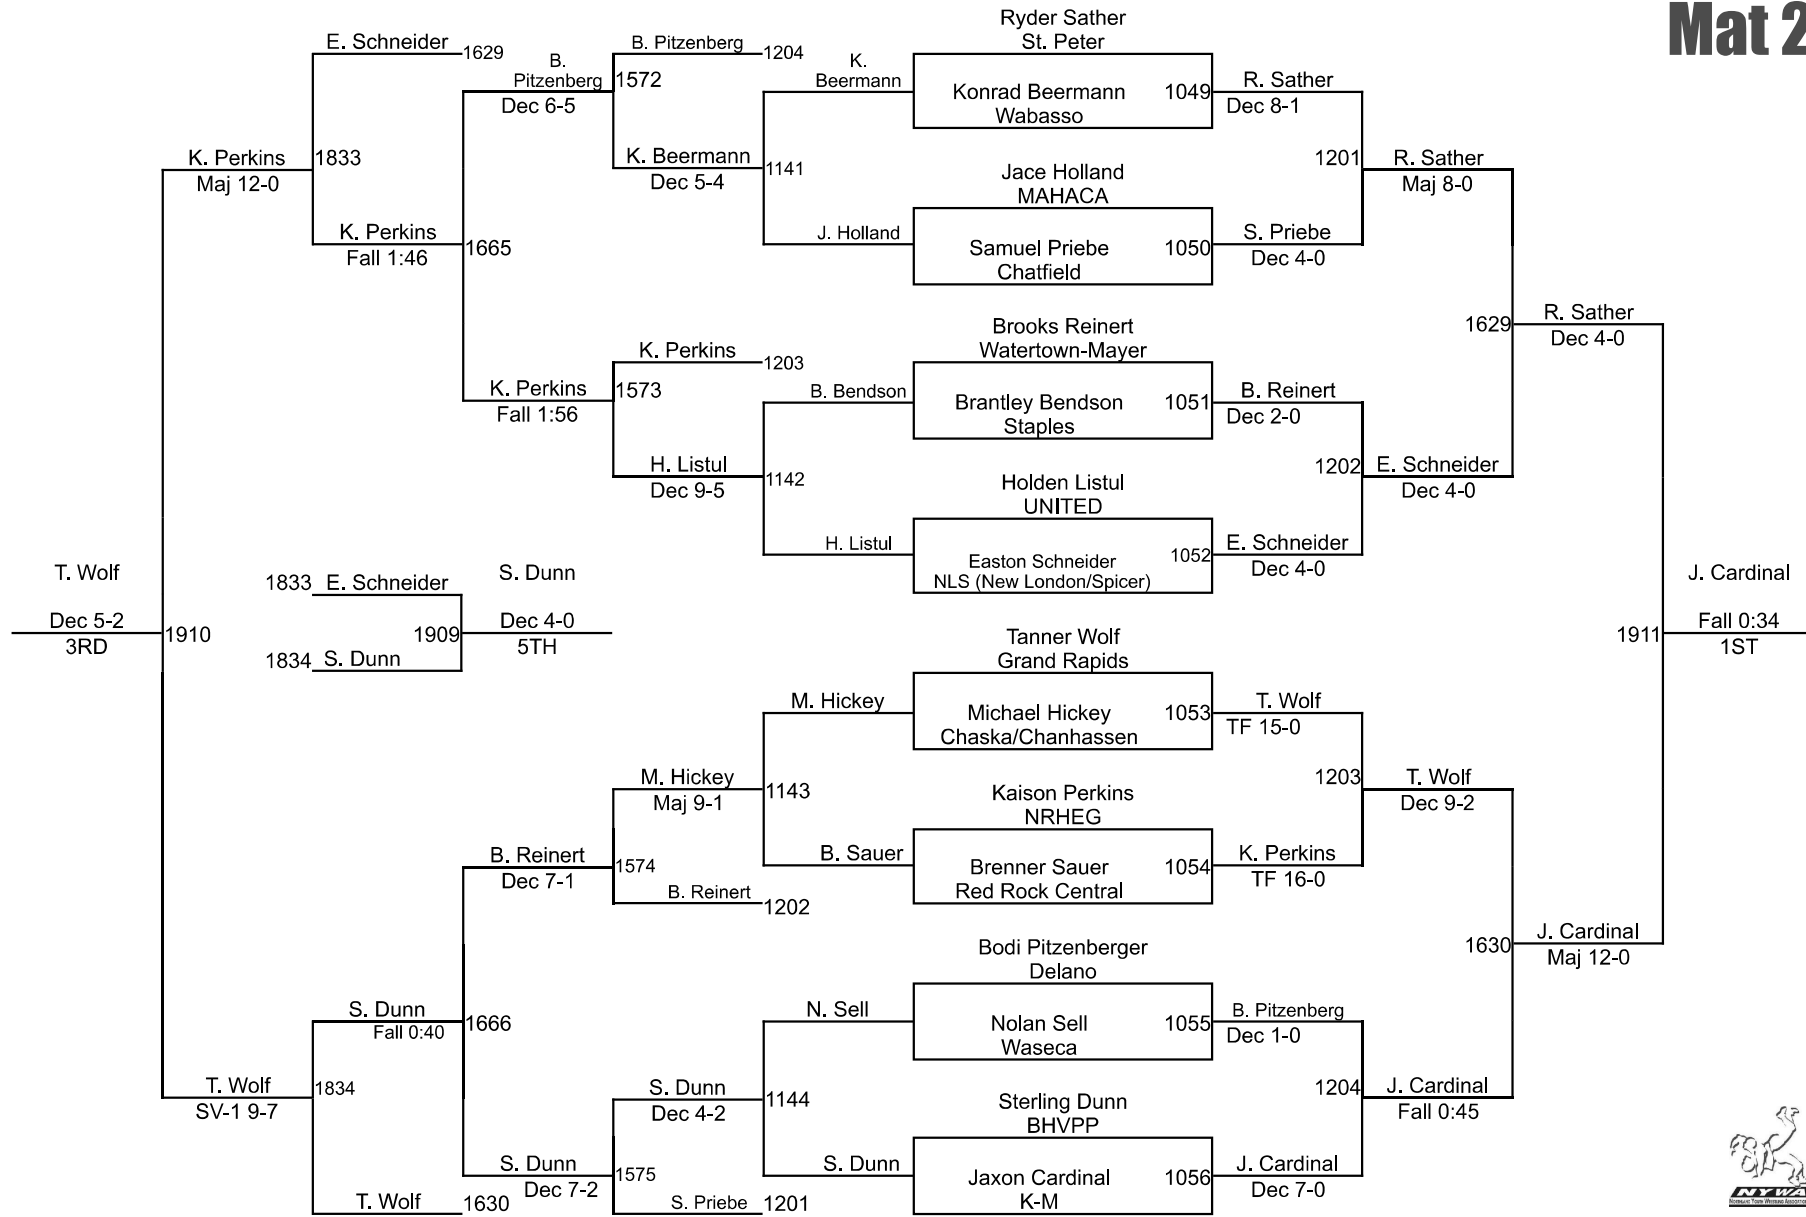 Mat 2
Ryder Sather
St. Peter
E. Schneider
1629
B. Pitzenberg
1204
B.
Pitzenberg
Dec 6-5
1572
K.
Beermann
Konrad Beermann
Wabasso
1049
R. Sather
Dec 8-1
K. Perkins
Maj 12-0
1833
K. Beermann
Dec 5-4
1141
Jace Holland
MAHACA
1201
R. Sather
Maj 8-0
K. Perkins
Fall 1:46
1665
J. Holland
Samuel Priebe
Chatfield
1050
S. Priebe
Dec 4-0
Brooks Reinert
Watertown-Mayer
1629
R. Sather
Dec 4-0
K. Perkins
1203
K. Perkins
Fall 1:56
1573
B. Bendson
Brantley Bendson
Staples
1051
B. Reinert
Dec 2-0
H. Listul
Dec 9-5
1142
Holden Listul
UNITED
1202
E. Schneider
Dec 4-0
H. Listul
Easton Schneider
NLS (New London/Spicer)
1052
E. Schneider
Dec 4-0
T. Wolf
Dec 5-2
3RD
1910
1833
E. Schneider
1834
S. Dunn
1909
S. Dunn
Dec 4-0
5TH
Tanner Wolf
Grand Rapids
1911
J. Cardinal
Fall 0:34
1ST
M. Hickey
Michael Hickey
Chaska/Chanhassen
1053
T. Wolf
TF 15-0
M. Hickey
Maj 9-1
1143
Kaison Perkins
NRHEG
1203
T. Wolf
Dec 9-2
B. Reinert
Dec 7-1
1574
B. Reinert
1202
B. Sauer
Brenner Sauer
Red Rock Central
1054
K. Perkins
TF 16-0
Bodi Pitzenberger
Delano
1630
J. Cardinal
Maj 12-0
S. Dunn
Fall 0:40
1666
N. Sell
Nolan Sell
Waseca
1055
B. Pitzenberg
Dec 1-0
T. Wolf
SV-1 9-7
1834
S. Dunn
Dec 4-2
1144
Sterling Dunn
BHVPP
1204
J. Cardinal
Fall 0:45
S. Dunn
Dec 7-2
1575
S. Dunn
Jaxon Cardinal
K-M
1056
J. Cardinal
Dec 7-0
T. Wolf
1630
S. Priebe
1201
NYWA